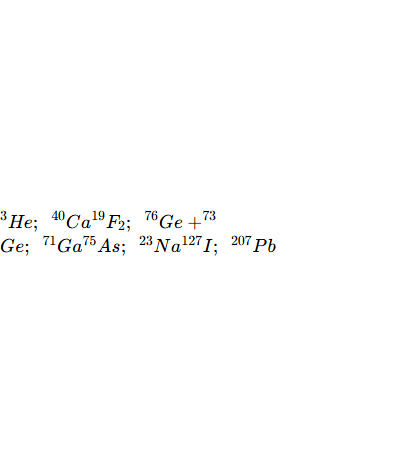 ³He; ⁴⁰Ca¹⁹F₂; ⁷⁶Ge +⁷³
Ge; ⁷¹Ga⁷⁵As; ²³Na¹²⁷I; ²⁰⁷Pb